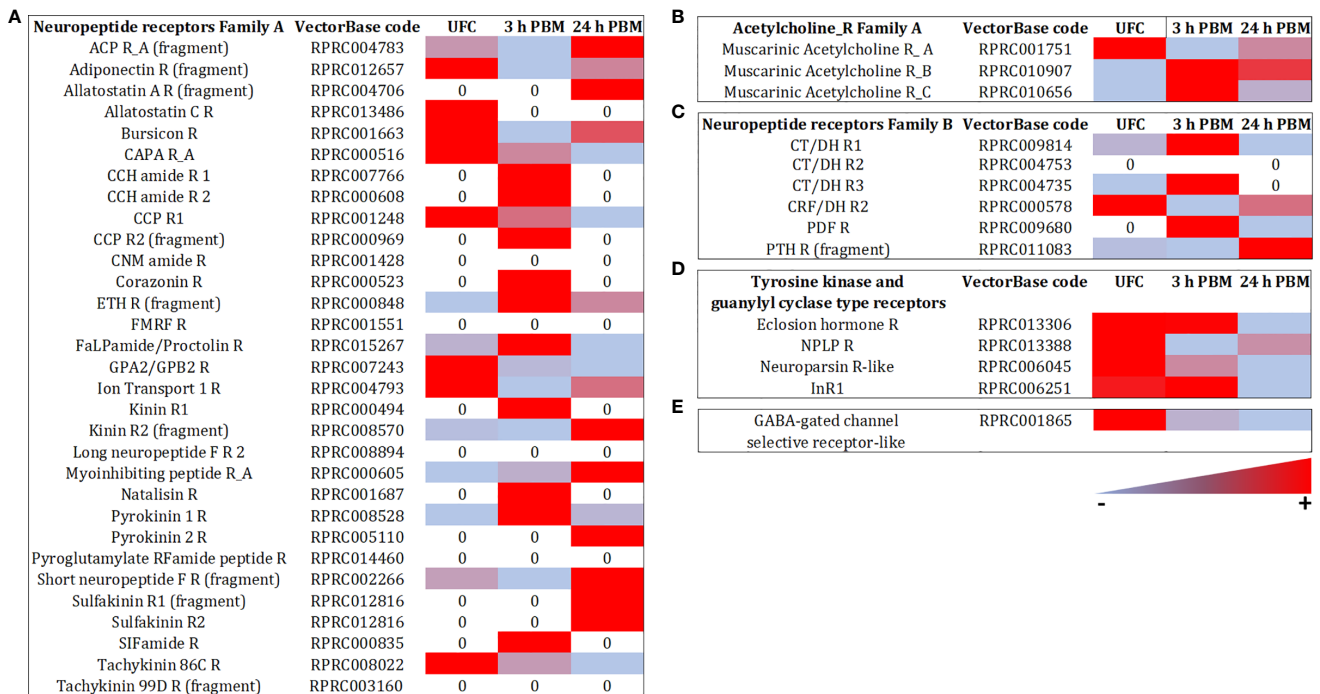 A
Neuropeptide receptors Family A VectorBase code UFC 3 h PBM 24 h PBM
ACP R_A (fragment) RPRC004783
Adiponectin R (fragment) RPRC012657
Allatostatin A R (fragment) RPRC004706 0 0
Allatostatin C R RPRC013486 0 0
Bursicon R RPRC001663
CAPA R_A RPRC000516
CCH amide R 1 RPRC007766 0 0
CCH amide R 2 RPRC000608 0 0
CCP R1 RPRC001248
CCP R2 (fragment) RPRC000969 0 0
CNM amide R RPRC001428 0 0 0
Corazonin R RPRC000523 0 0
ETH R (fragment) RPRC000848
FMRF R RPRC001551 0 0 0
FaLPamide/Proctolin R RPRC015267
GPA2/GPB2 R RPRC007243
Ion Transport 1 R RPRC004793
Kinin R1 RPRC000494 0 0
Kinin R2 (fragment) RPRC008570
Long neuropeptide F R 2 RPRC008894 0 0 0
Myoinhibiting peptide R_A RPRC000605
Natalisin R RPRC001687 0 0
Pyrokinin 1 R RPRC008528
Pyrokinin 2 R RPRC005110 0 0
Pyroglutamylate RFamide peptide R RPRC014460 0 0 0
Short neuropeptide F R (fragment) RPRC002266
Sulfakinin R1 (fragment) RPRC012816 0 0
Sulfakinin R2 RPRC012816 0 0
SIFamide R RPRC000835 0 0
Tachykinin 86C R RPRC008022
Tachykinin 99D R (fragment) RPRC003160 0 0 0
B
Acetylcholine_R Family A VectorBase code UFC 3 h PBM 24 h PBM
Muscarinic Acetylcholine R_A RPRC001751
Muscarinic Acetylcholine R_B RPRC010907
Muscarinic Acetylcholine R_C RPRC010656
C
Neuropeptide receptors Family B VectorBase code UFC 3 h PBM 24 h PBM
CT/DH R1 RPRC009814
CT/DH R2 RPRC004753 0 0
CT/DH R3 RPRC004735 0
CRF/DH R2 RPRC000578
PDF R RPRC009680 0
PTH R (fragment) RPRC011083
D
Tyrosine kinase and VectorBase code UFC 3 h PBM 24 h PBM
guanylyl cyclase type receptors
Eclosion hormone R RPRC013306
NPLP R RPRC013388
Neuroparsin R-like RPRC006045
InR1 RPRC006251
E
GABA-gated channel RPRC001865
selective receptor-like
- +